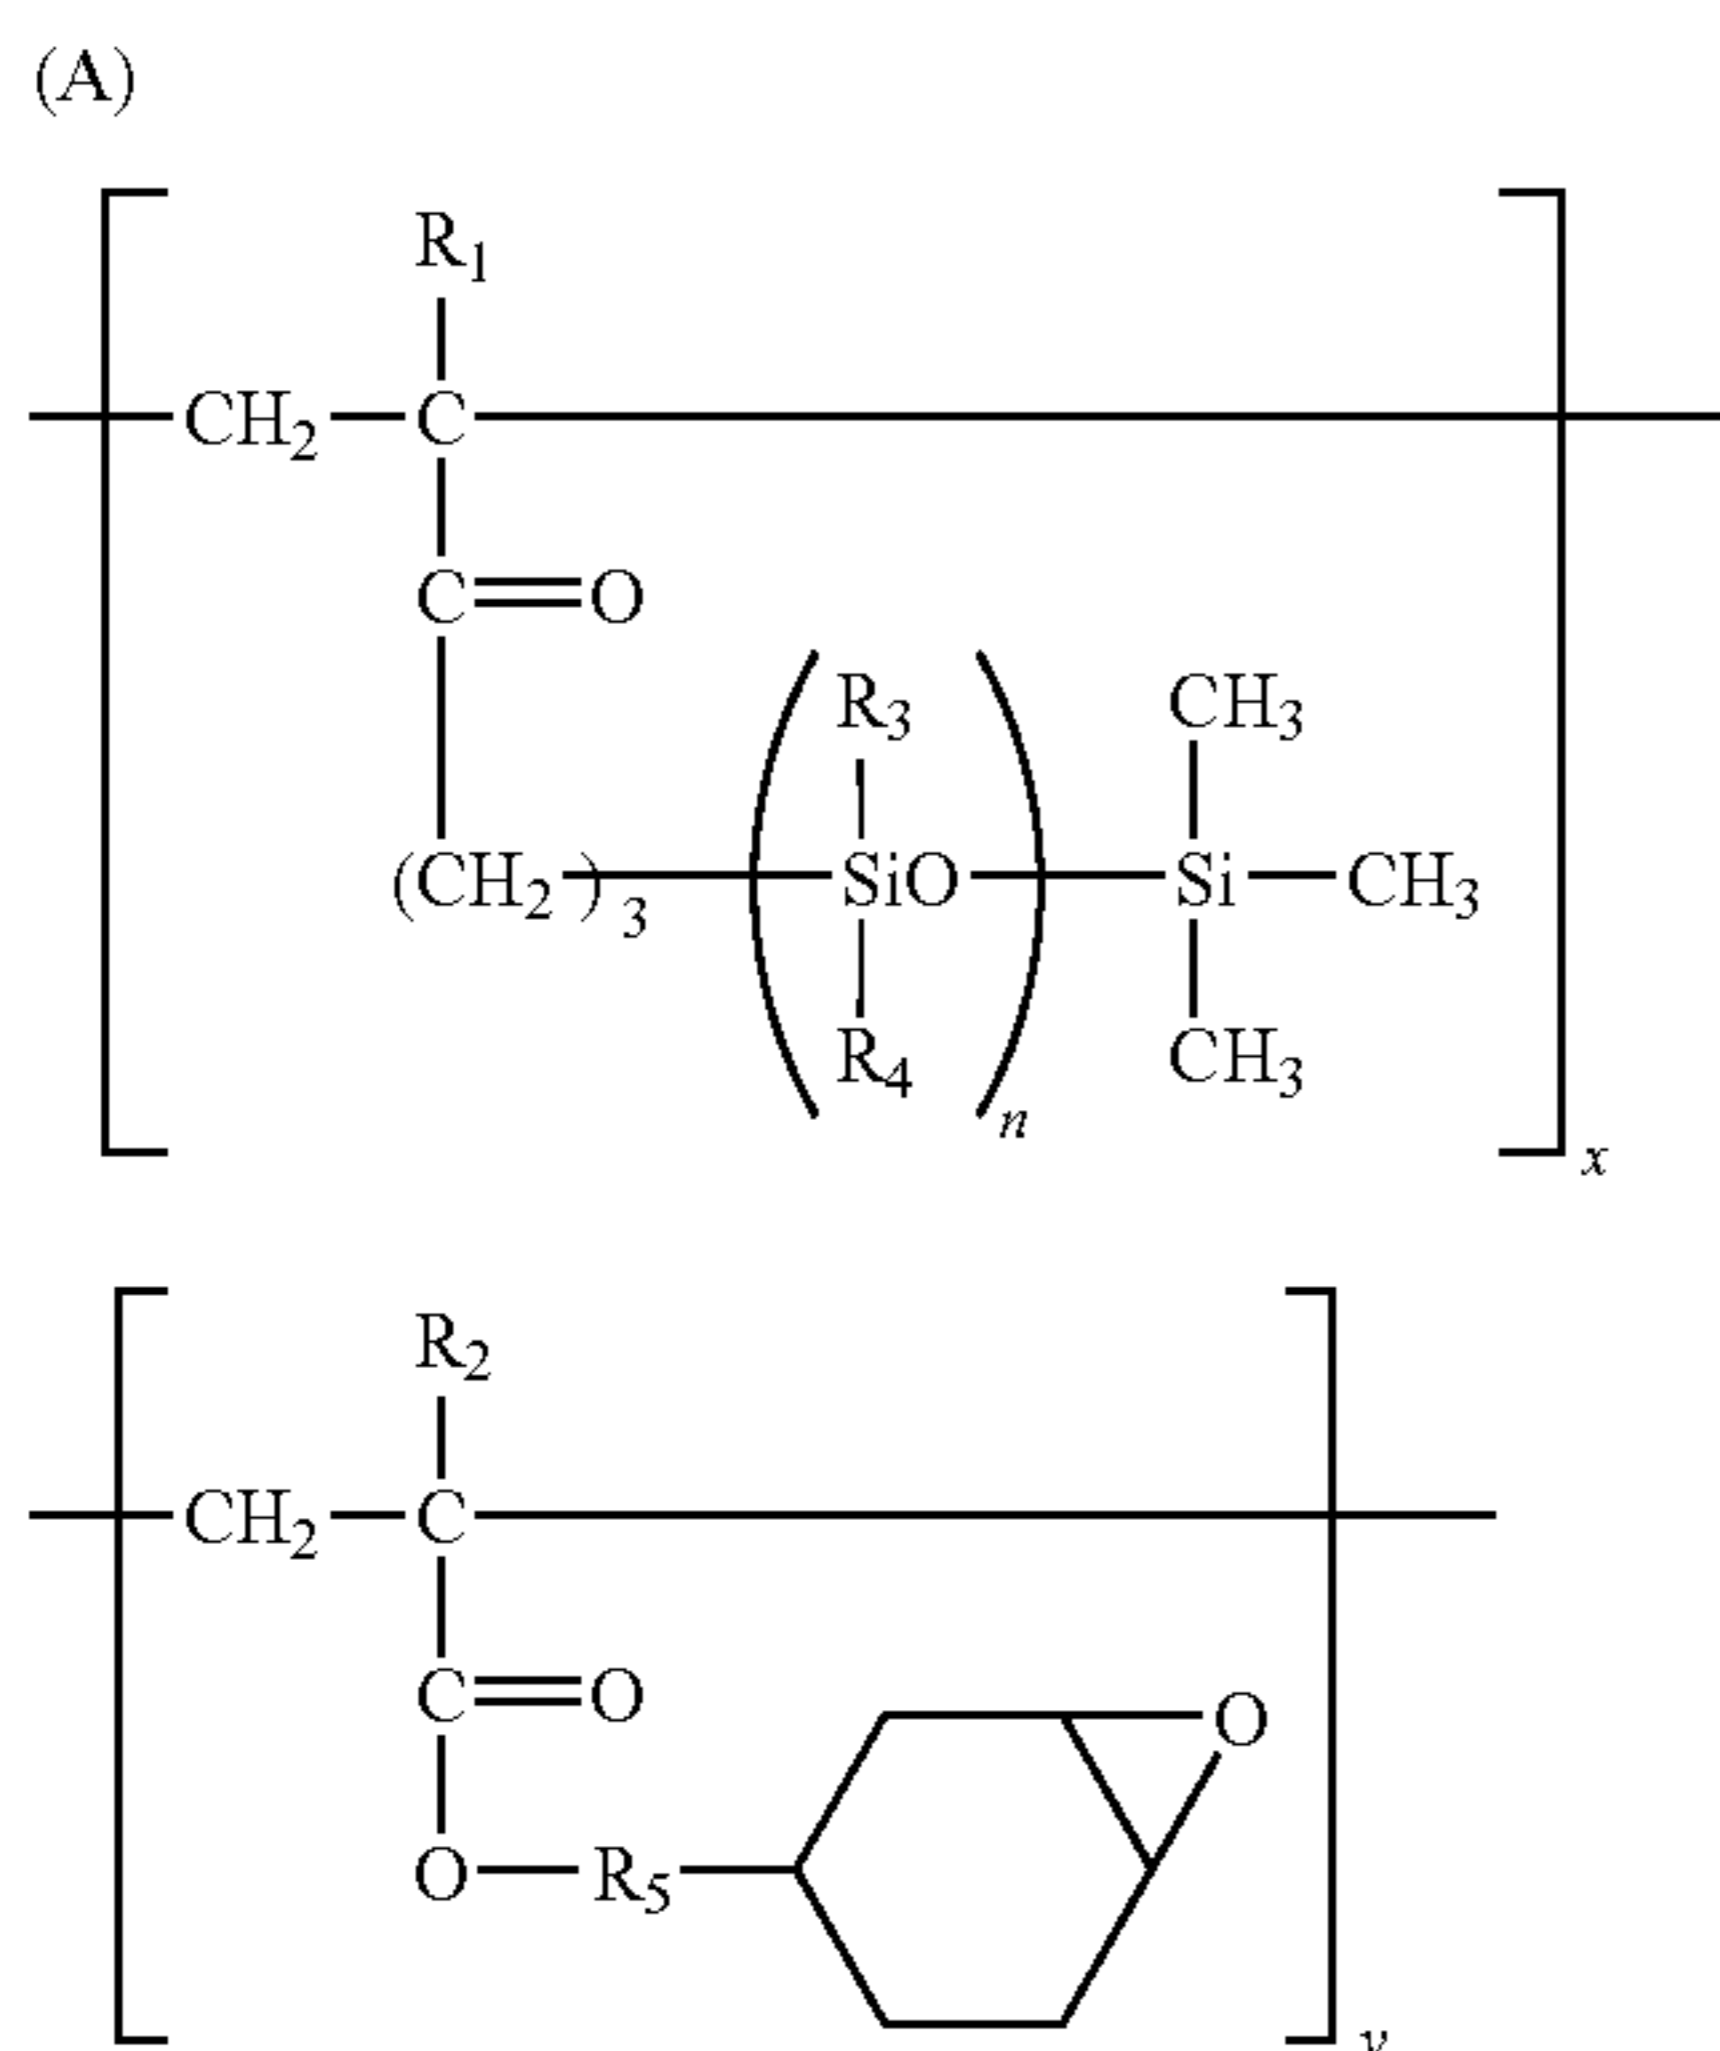 (A)
R1
CH2 C
C O
R3 CH3
(CH2)3 SiO Si CH3
R4 CH3
n
x
R2
CH2 C
C O
O
O R5
y